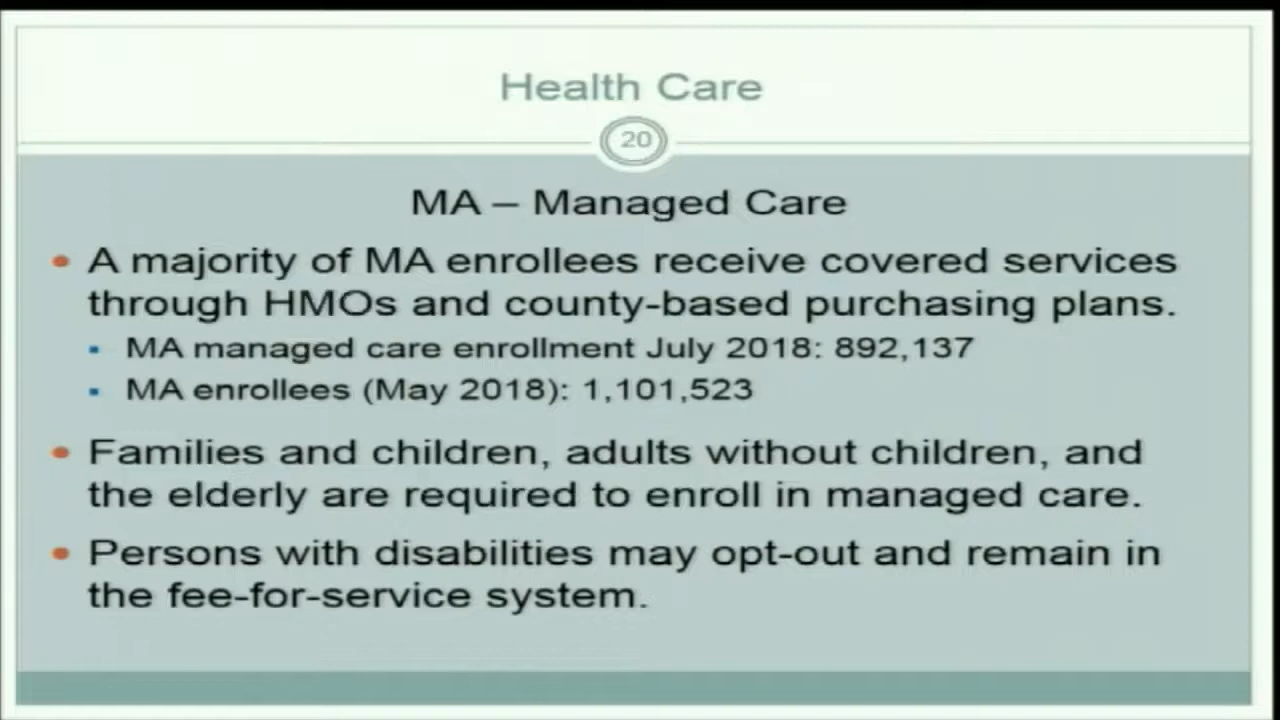 Health Care
20
MA – Managed Care
• A majority of MA enrollees receive covered services
through HMOs and county-based purchasing plans.
▪ MA managed care enrollment July 2018: 892,137
▪ MA enrollees (May 2018): 1,101,523
• Families and children, adults without children, and
the elderly are required to enroll in managed care.
• Persons with disabilities may opt-out and remain in
the fee-for-service system.